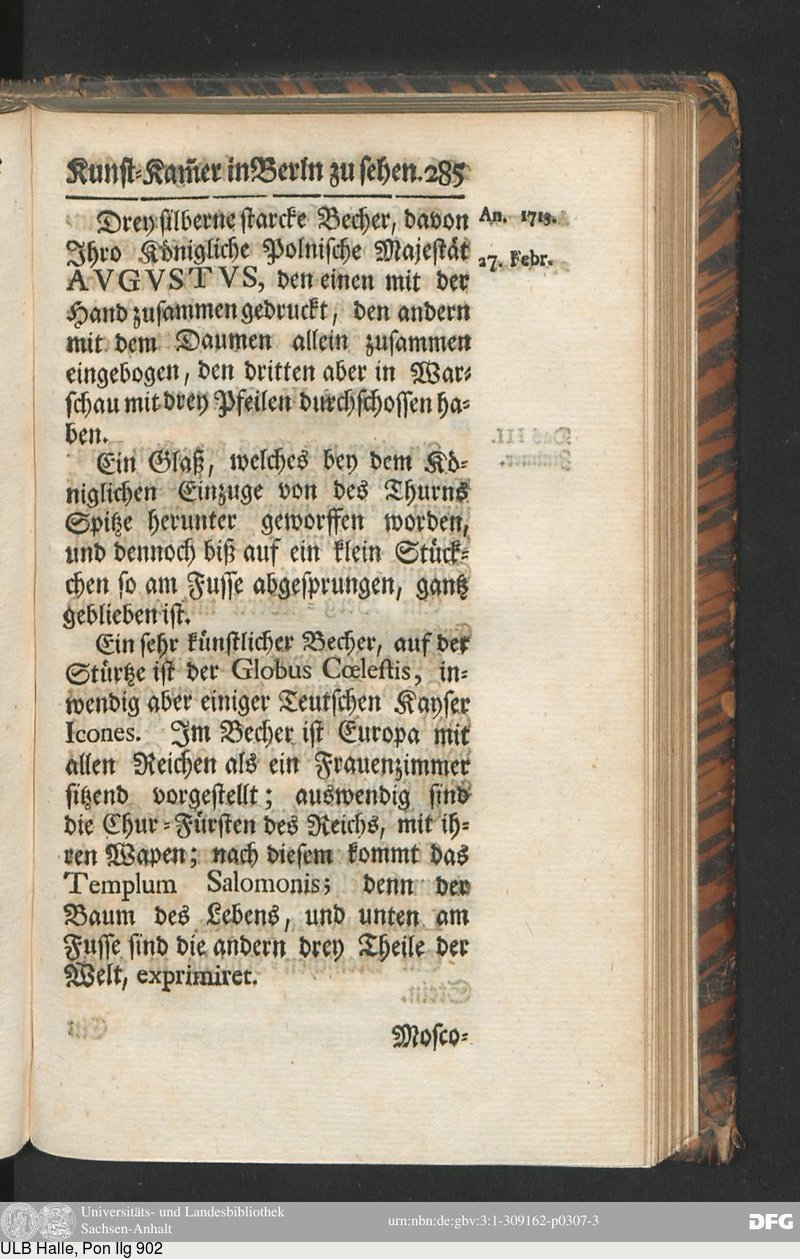 Kunst-Kam̃er in Berln zu sehen. 285
Drey silberne starcke Becher, davon
An. 1713.
Ihro Königliche Polnische Majestät
27. Febr.
AVGVSTVS, den einen mit der
Hand zusammen gedruckt, den andern
mit dem Daumen allein zusammen
eingebogen, den dritten aber in War-
schau mit drey Pfeilen durchschossen ha-
ben.
Ein Glaß, welches bey dem Kö-
niglichen Einzuge von des Thurns
Spitze herunter geworffen worden,
und dennoch biß auf ein klein Stück-
chen so am Fusse abgesprungen, gantz
geblieben ist.
Ein sehr künstlicher Becher, auf der
Stürtze ist der Globus Cœlestis, in-
wendig aber einiger Teutschen Kayser
Icones. Im Becher ist Europa mit
allen Reichen als ein Frauenzimmer
sitzend vorgestellt; auswendig sind
die Chur-Fürsten des Reichs, mit ih-
ren Wapen; nach diesem kommt das
Templum Salomonis; denn der
Baum des Lebens, und unten am
Fusse sind die andern drey Theile der
Welt, exprimiret.
Mosco-
Universitäts- und Landesbibliothek
Sachsen-Anhalt
urn:nbn:de:gbv:3:1-309162-p0307-3
DFG
ULB Halle, Pon IIg 902